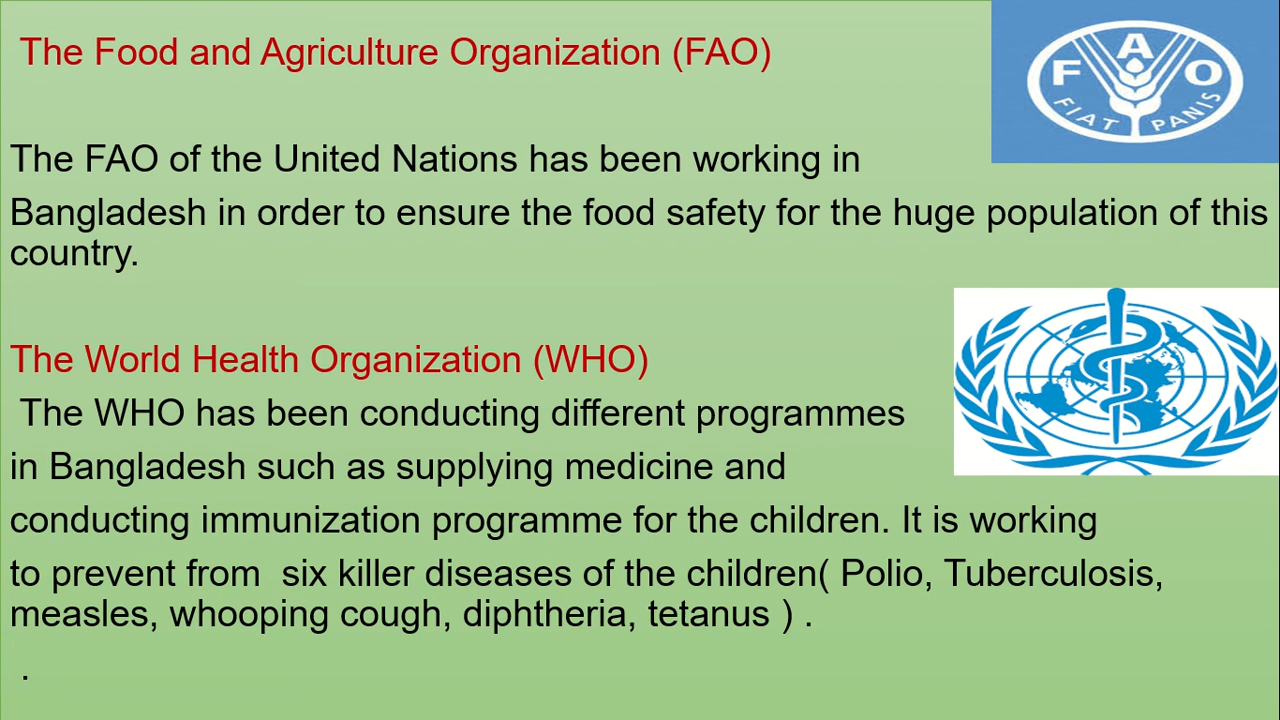 The Food and Agriculture Organization (FAO)
F A O
FIAT PANIS
The FAO of the United Nations has been working in
Bangladesh in order to ensure the food safety for the huge population of this
country.
The World Health Organization (WHO)
The WHO has been conducting different programmes
in Bangladesh such as supplying medicine and
conducting immunization programme for the children. It is working
to prevent from  six killer diseases of the children( Polio, Tuberculosis,
measles, whooping cough, diphtheria, tetanus ) .
.